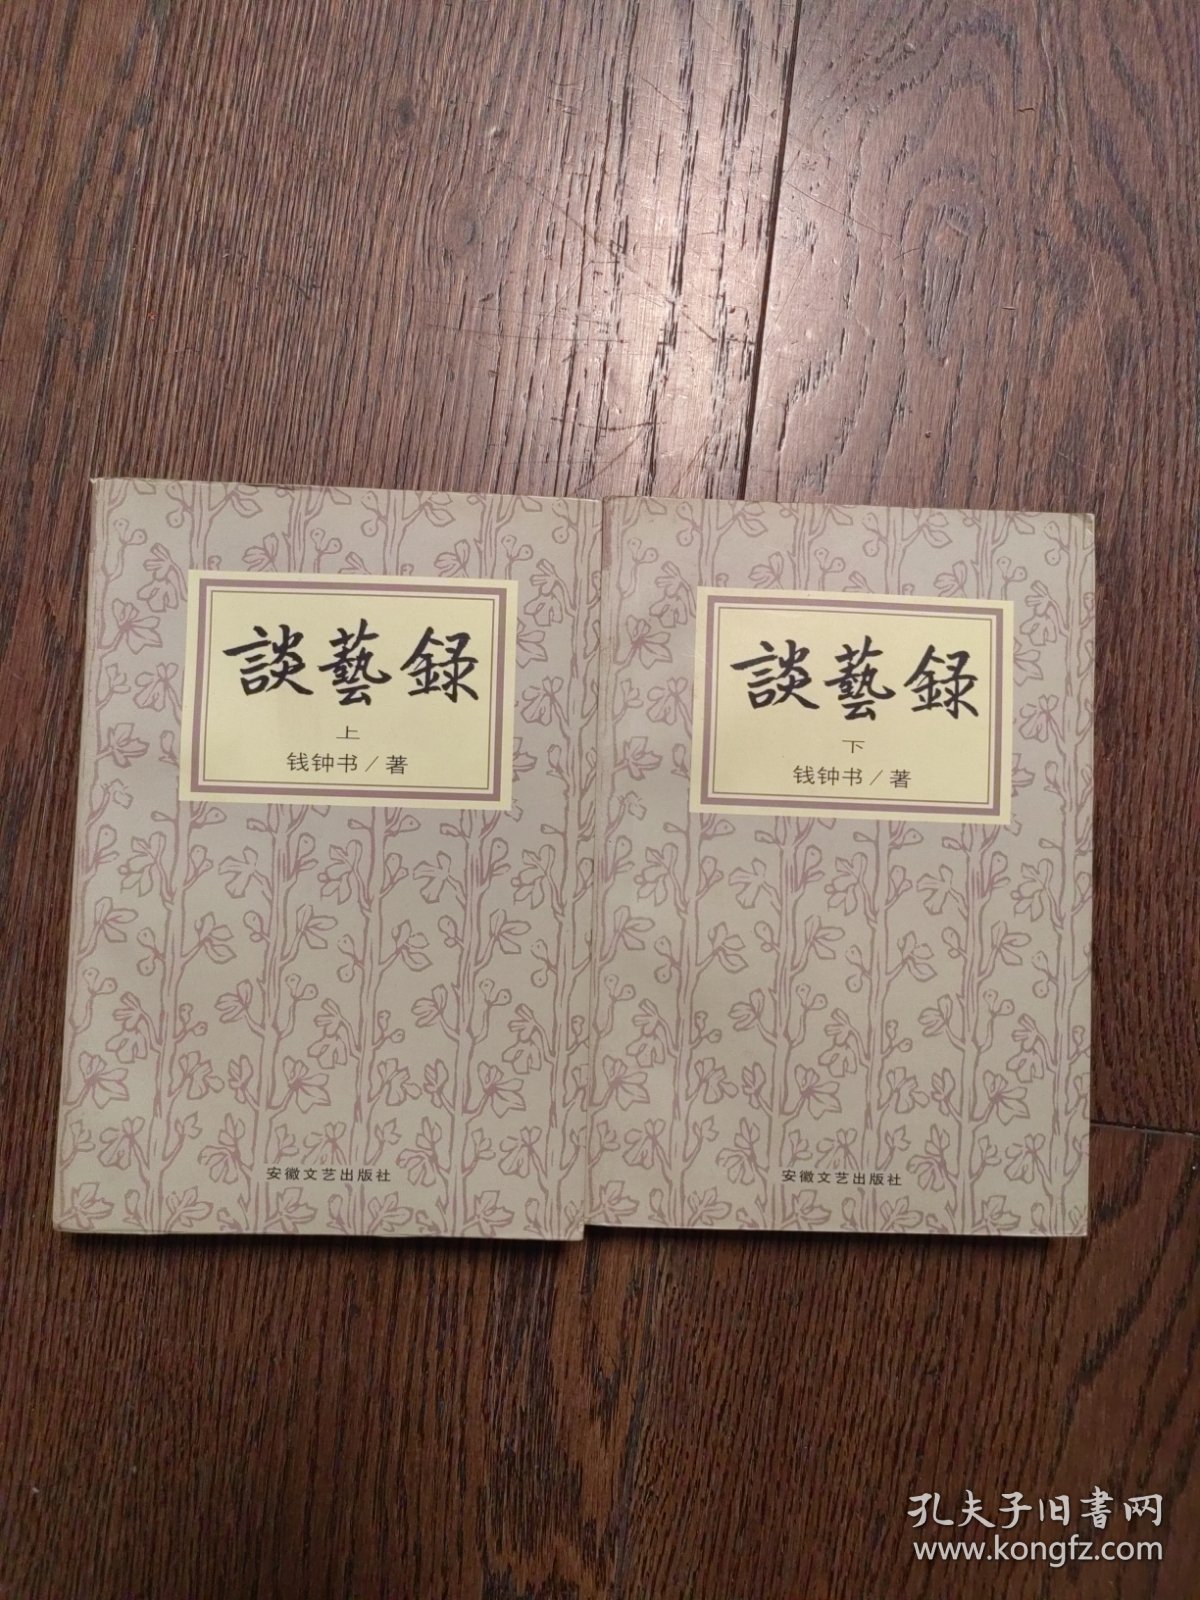 談藝録
上
钱钟书/著
安徽文艺出版社
談藝録
下
钱钟书/著
安徽文艺出版社
孔夫子旧書网
www.kongfz.com